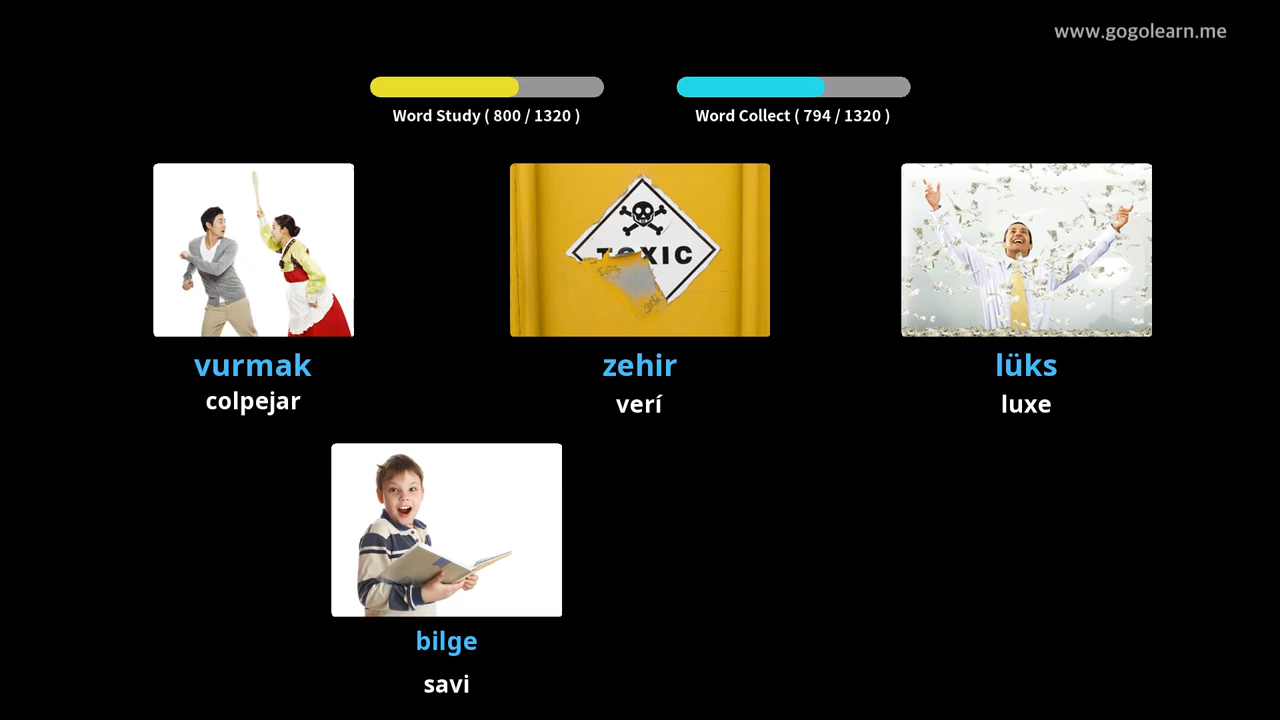 www.gogolearn.me
Word Study ( 800 / 1320 )
Word Collect ( 794 / 1320 )
TOXIC
vurmak
colpejar
zehir
verí
lüks
luxe
bilge
savi